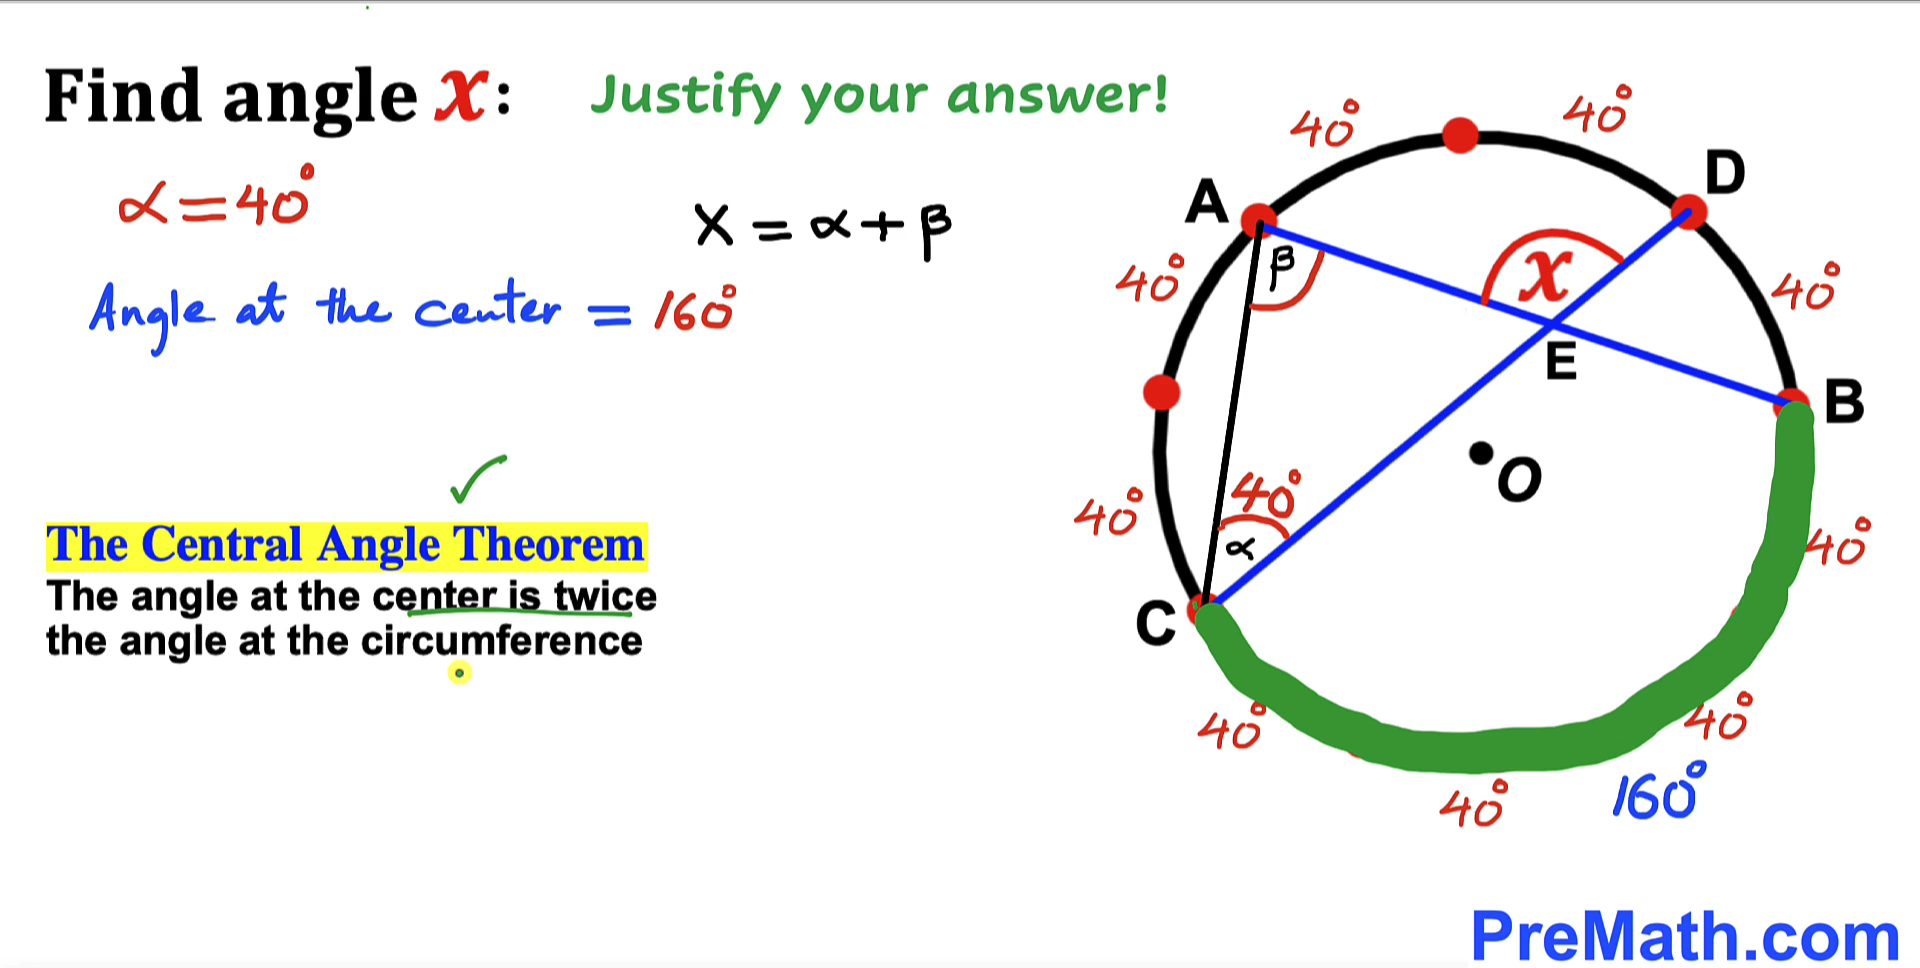 Find angle x: Justify your answer!
α = 40°
x = α + β
Angle at the center = 160°
The Central Angle Theorem
The angle at the center is twice
the angle at the circumference
40°
40°
D
A
β
x
40°
40°
E
B
O
40°
α
40°
40°
C
40°
40°
160°
40°
PreMath.com